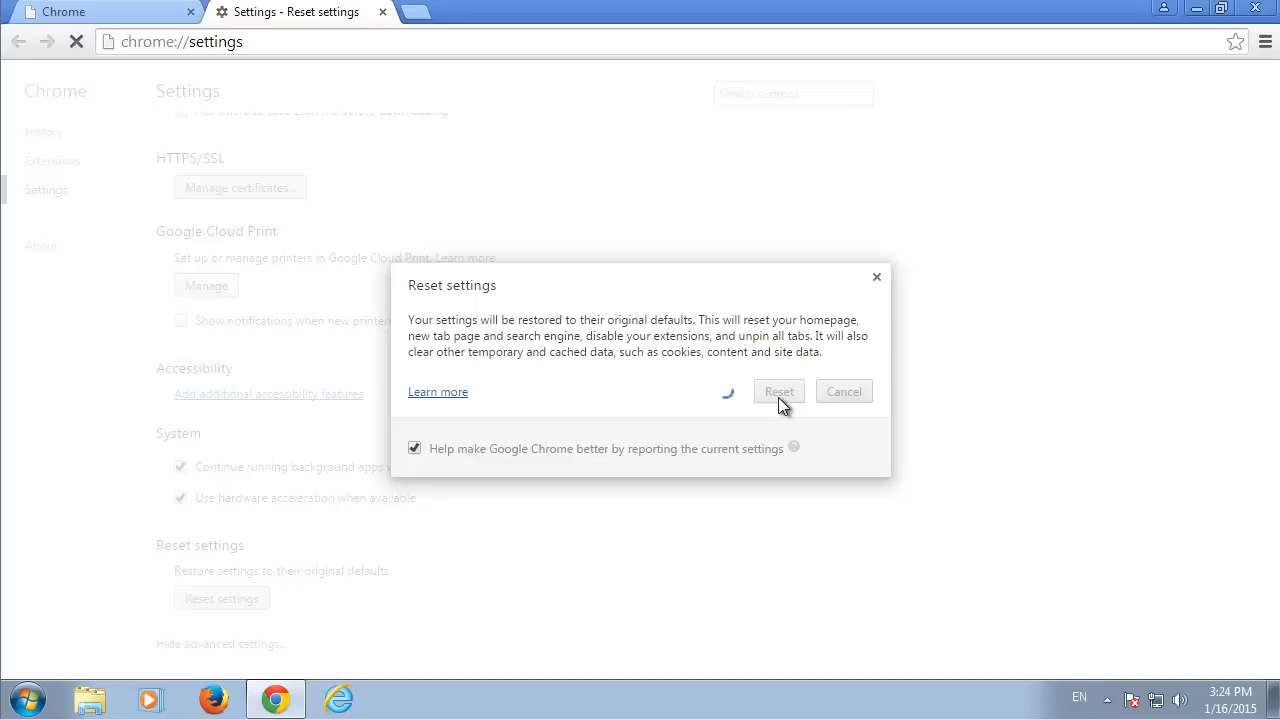 Chrome
Settings - Reset settings
chrome://settings
Chrome
Settings
Search settings
History
Extensions
Settings
About
HTTPS/SSL
Manage certificates...
Google Cloud Print
Set up or manage printers in Google Cloud Print. Learn more
Manage
Show notifications when new printers
Accessibility
Add additional accessibility features
System
Continue running background apps
Use hardware acceleration when available
Reset settings
Restore settings to their original defaults.
Reset settings
Hide advanced settings...
Reset settings
Your settings will be restored to their original defaults. This will reset your homepage,
new tab page and search engine, disable your extensions, and unpin all tabs. It will also
clear other temporary and cached data, such as cookies, content and site data.
Learn more
Reset
Cancel
Help make Google Chrome better by reporting the current settings
EN
3:24 PM
1/16/2015